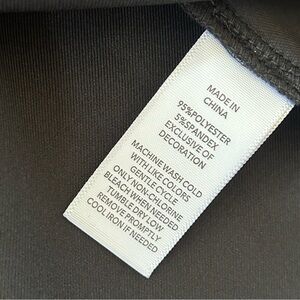 MADE IN
CHINA
95%POLYESTER
5%SPANDEX
EXCLUSIVE OF
DECORATION
MACHINE WASH COLD
WITH LIKE COLORS
GENTLE CYCLE
ONLY NON-CHLORINE
BLEACH WHEN NEEDED
TUMBLE DRY LOW
REMOVE PROMPTLY
COOL IRON IF NEEDED